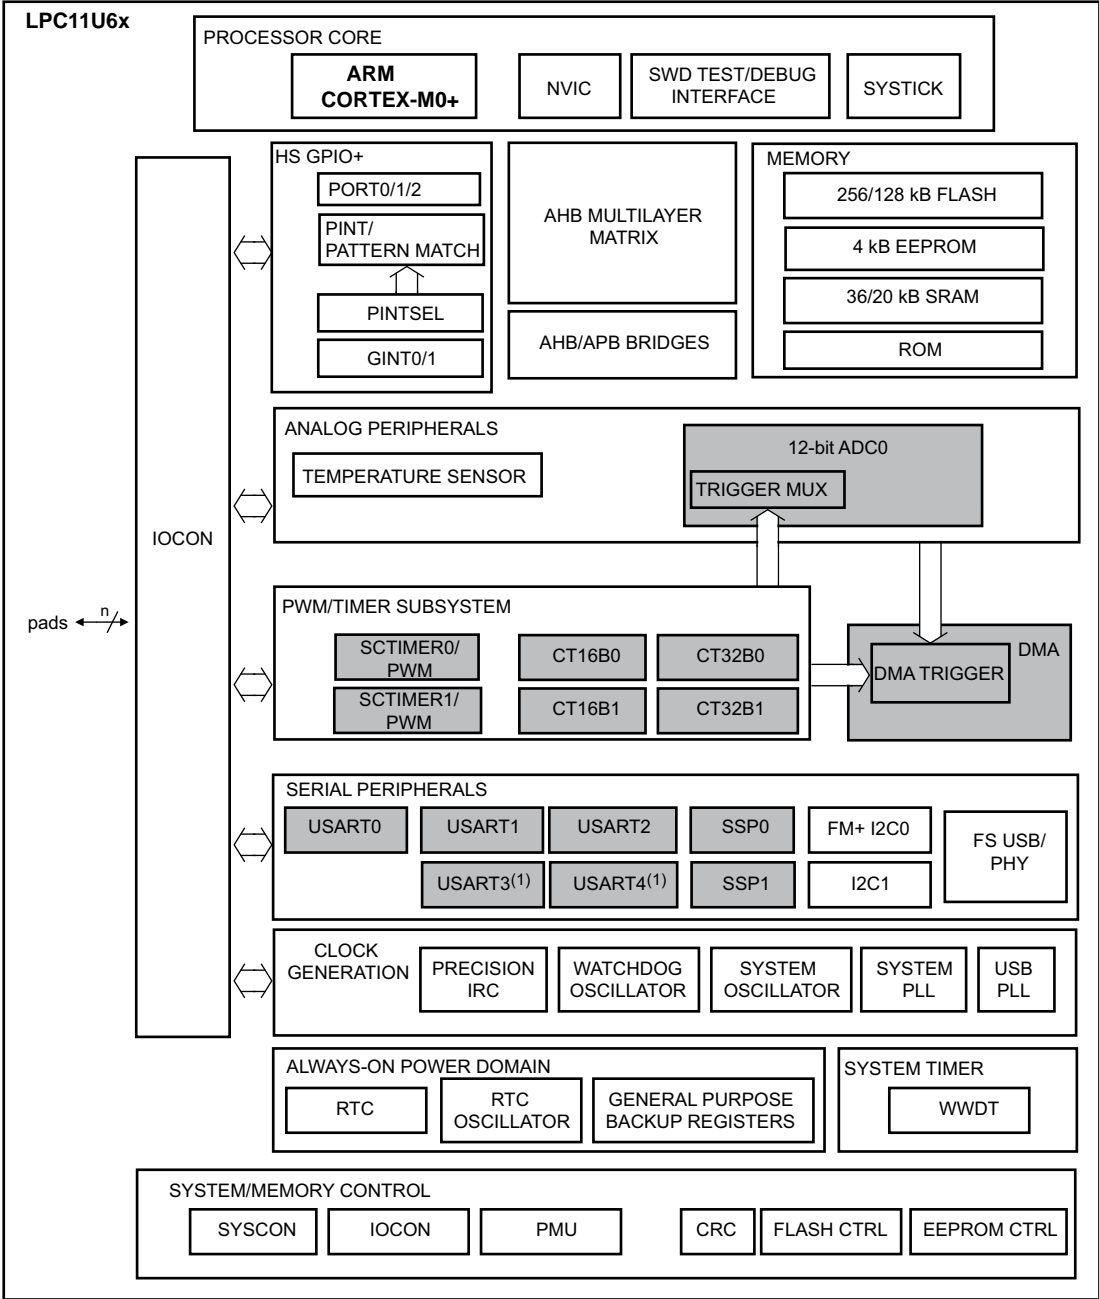 LPC11U6x
PROCESSOR CORE
ARM
CORTEX-M0+
NVIC
SWD TEST/DEBUG
INTERFACE
SYSTICK
HS GPIO+
PORT0/1/2
PINT/
PATTERN MATCH
PINTSEL
GINT0/1
AHB MULTILAYER
MATRIX
AHB/APB BRIDGES
MEMORY
256/128 kB FLASH
4 kB EEPROM
36/20 kB SRAM
ROM
IOCON
pads
n
ANALOG PERIPHERALS
TEMPERATURE SENSOR
12-bit ADC0
TRIGGER MUX
PWM/TIMER SUBSYSTEM
SCTIMER0/
PWM
CT16B0
CT32B0
SCTIMER1/
PWM
CT16B1
CT32B1
DMA
DMA TRIGGER
SERIAL PERIPHERALS
USART0
USART1
USART2
SSP0
FM+ I2C0
FS USB/
PHY
USART3(1)
USART4(1)
SSP1
I2C1
CLOCK
GENERATION
PRECISION
IRC
WATCHDOG
OSCILLATOR
SYSTEM
OSCILLATOR
SYSTEM
PLL
USB
PLL
ALWAYS-ON POWER DOMAIN
RTC
RTC
OSCILLATOR
GENERAL PURPOSE
BACKUP REGISTERS
SYSTEM TIMER
WWDT
SYSTEM/MEMORY CONTROL
SYSCON
IOCON
PMU
CRC
FLASH CTRL
EEPROM CTRL